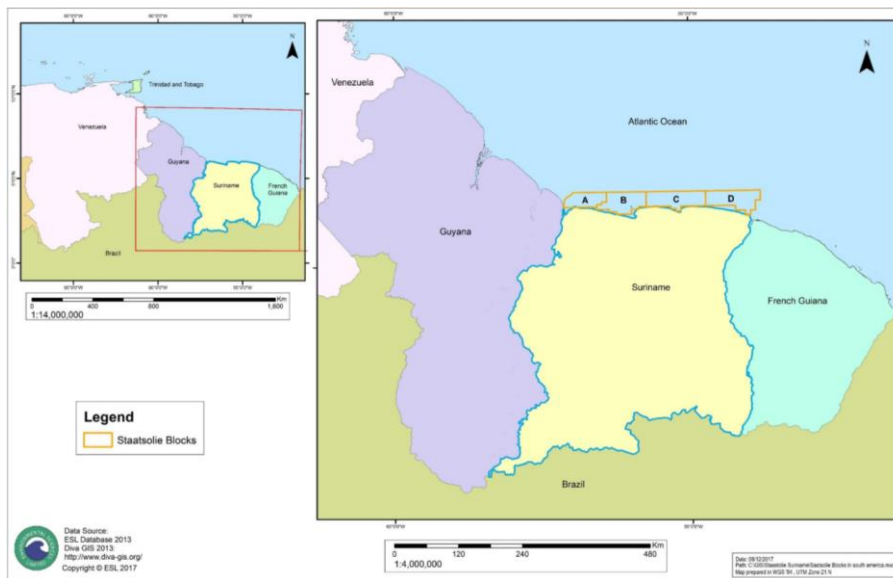 N
Trinidad and Tobago
Venezuela
Guyana
Suriname
French
Guiana
Brazil
0 400 800 1,600
Km
1:14,000,000
Legend
Staatsolie Blocks
Data Source:
ESL Database 2013
Diva GIS 2013:
http://www.diva-gis.org/
Copyright © ESL 2017
N
Venezuela
Atlantic Ocean
A B C D
Guyana
Suriname
French Guiana
Brazil
0 120 240 480
Km
1:4,000,000
Date: 08/12/2017
Map prepared in WGS 84 , UTM Zone 21 N